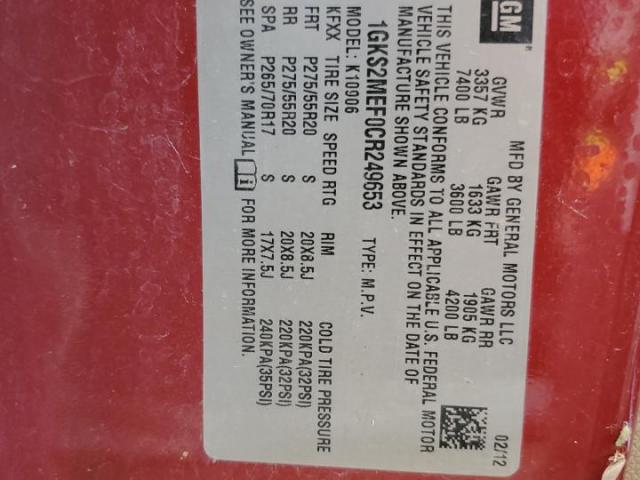 GM
MFD BY GENERAL MOTORS LLC 02/12
GVWR GAWR FRT GAWR RR
3357 KG 1633 KG 1905 KG
7400 LB 3600 LB 4200 LB
THIS VEHICLE CONFORMS TO ALL APPLICABLE U.S. FEDERAL MOTOR
VEHICLE SAFETY STANDARDS IN EFFECT ON THE DATE OF
MANUFACTURE SHOWN ABOVE.
1GKS2MEF0CR249653 TYPE: M.P.V.
MODEL: K10906
KFXX TIRE SIZE SPEED RTG RIM COLD TIRE PRESSURE
FRT P275/55R20 S 20X8.5J 220KPA(32PSI)
RR P275/55R20 S 20X8.5J 220KPA(32PSI)
SPA P265/70R17 S 17X7.5J 240KPA(35PSI)
SEE OWNER'S MANUAL i FOR MORE INFORMATION.